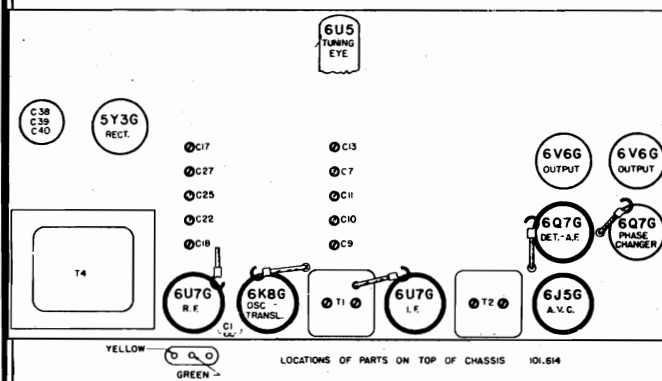 6U5
TUNING
EYE
C38
C39
C40
5Y3G
RECT.
C17
C27
C25
C22
C18
C13
C7
C11
C10
C9
6V6G
OUTPUT
6V6G
OUTPUT
6Q7G
DET.-A.F.
6Q7G
PHASE
CHANGER
T4
6U7G
R.F.
6K8G
OSC
TRANSL.
C1
T1
6U7G
I.F.
T2
6J5G
A.V.C.
YELLOW
GREEN
LOCATIONS OF PARTS ON TOP OF CHASSIS 101.614